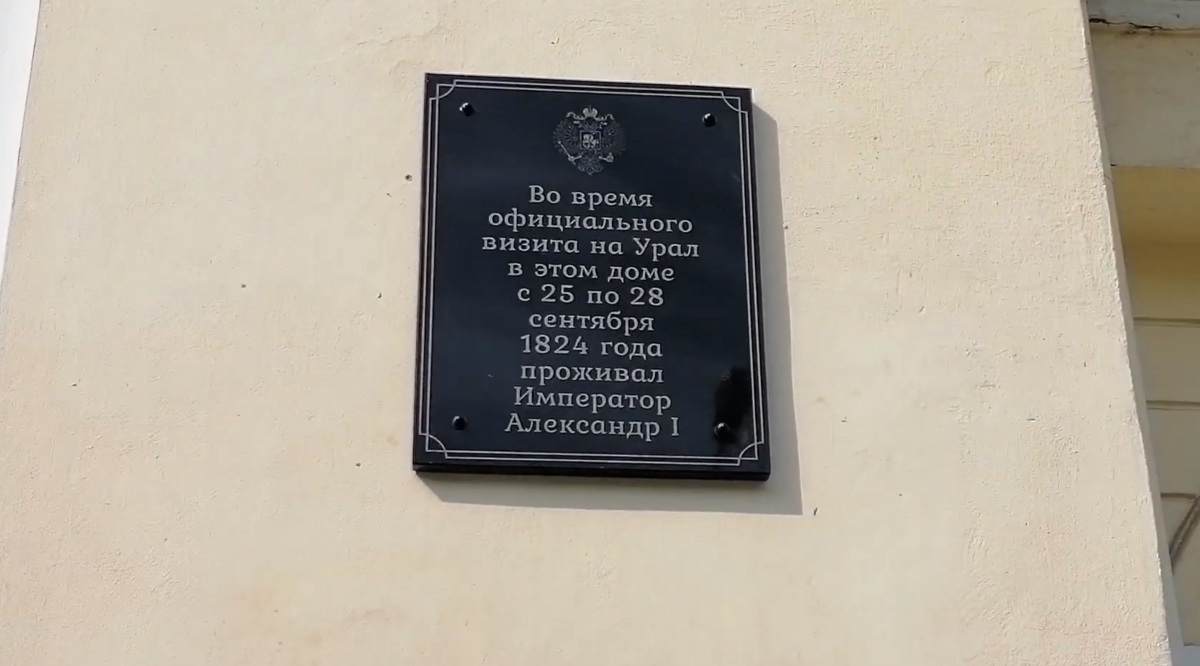 Во время
официального
визита на Урал
в этом доме
с 25 по 28
сентября
1824 года
проживал
Император
Александр I